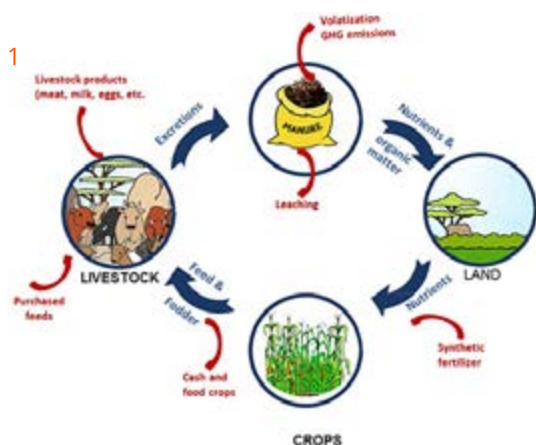 1
Volatization
GHG emissions
Livestock products
(meat, milk, eggs, etc.
Excretions
MANURE
Nutrients &
organic
matter
Leaching
LIVESTOCK
LAND
Purchased
feeds
Feed &
Fodder
Nutrients
Cash and
food crops
Synthetic
fertilizer
CROPS